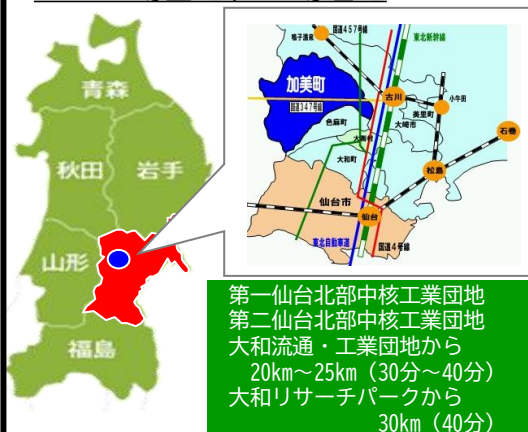 青森
秋田
岩手
山形
福島
国道457号線
鳴子温泉
東北新幹線
加美町
国道347号線
古川
小牛田
美里町
色麻町
大崎市
石巻
大和町
松島
仙台市
仙台
東北自動車道
国道4号線
第一仙台北部中核工業団地
第二仙台北部中核工業団地
大和流通・工業団地から
20km～25km（30分～40分）
大和リサーチパークから
30km（40分）